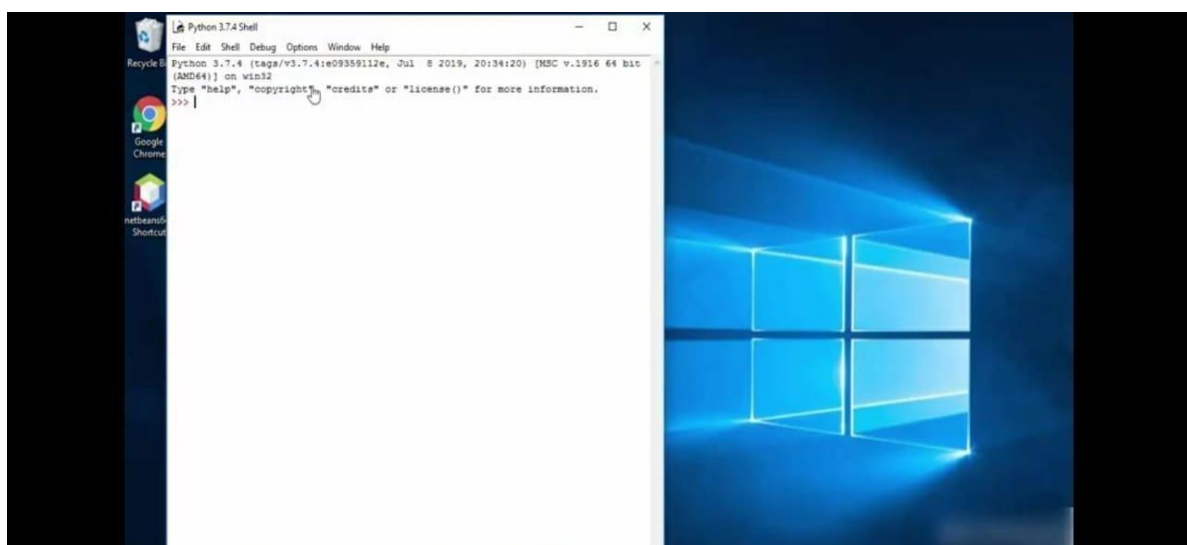 Python 3.7.4 Shell
File Edit Shell Debug Options Window Help
Python 3.7.4 (tags/v3.7.4:e09359112e, Jul 8 2019, 20:34:20) [MSC v.1916 64 bit
(AMD64)] on win32
Type "help", "copyright", "credits" or "license()" for more information.
>>>
Recycle Bi
Google
Chrome
netbeans6
Shortcut